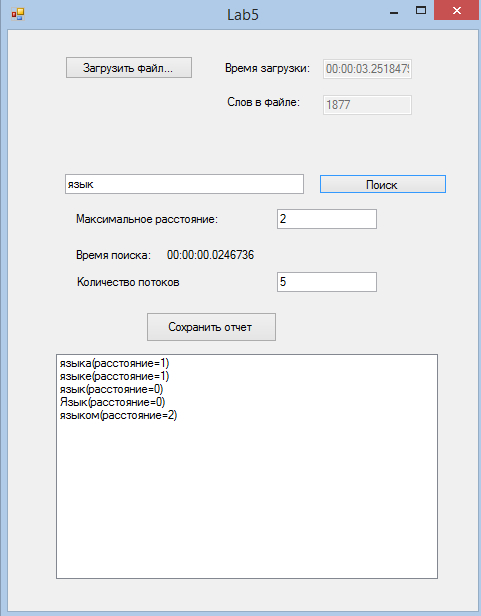 Lab5
Загрузить файл... Время загрузки: 00:00:03.2518475
Слов в файле: 1877
язык Поиск
Максимальное расстояние: 2
Время поиска: 00:00:00.0246736
Количество потоков 5
Сохранить отчет
языка(расстояние=1)
языке(расстояние=1)
язык(расстояние=0)
Язык(расстояние=0)
языком(расстояние=2)